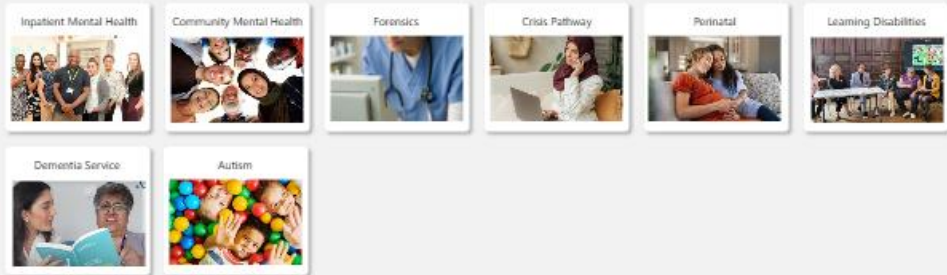 Inpatient Mental Health
Community Mental Health
Forensics
Crisis Pathway
Perinatal
Learning Disabilities
Dementia Service
Autism